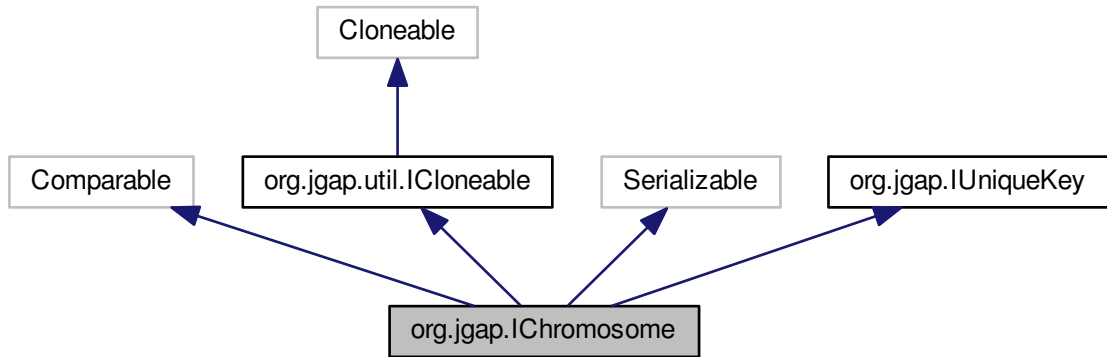 Cloneable
Comparable
org.jgap.util.ICloneable
Serializable
org.jgap.IUniqueKey
org.jgap.IChromosome